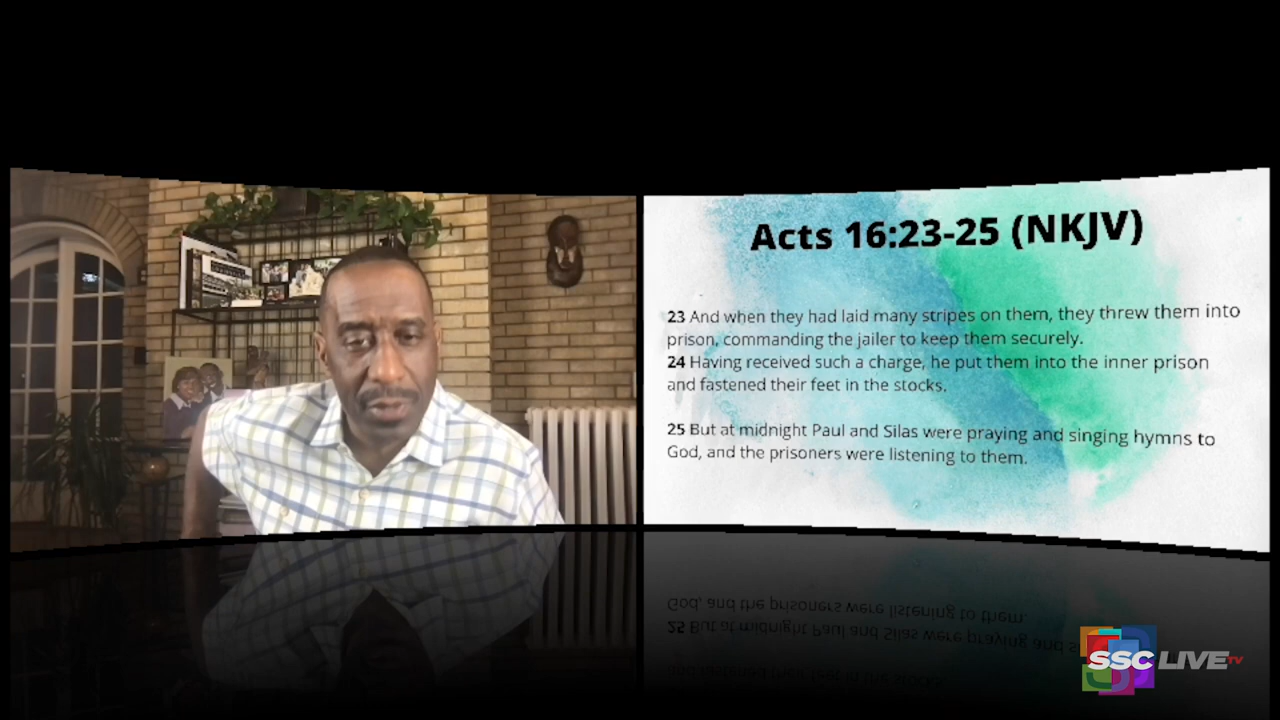 Acts 16:23-25 (NKJV)
23 And when they had laid many stripes on them, they threw them into
prison, commanding the jailer to keep them securely.
24 Having received such a charge, he put them into the inner prison
and fastened their feet in the stocks.
25 But at midnight Paul and Silas were praying and singing hymns to
God, and the prisoners were listening to them.
SSC LIVE TV